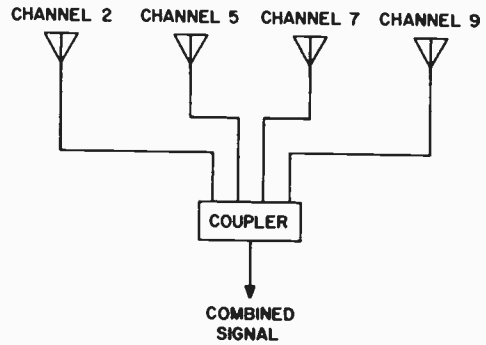 CHANNEL 2 CHANNEL 5 CHANNEL 7 CHANNEL 9
COUPLER
COMBINED
SIGNAL